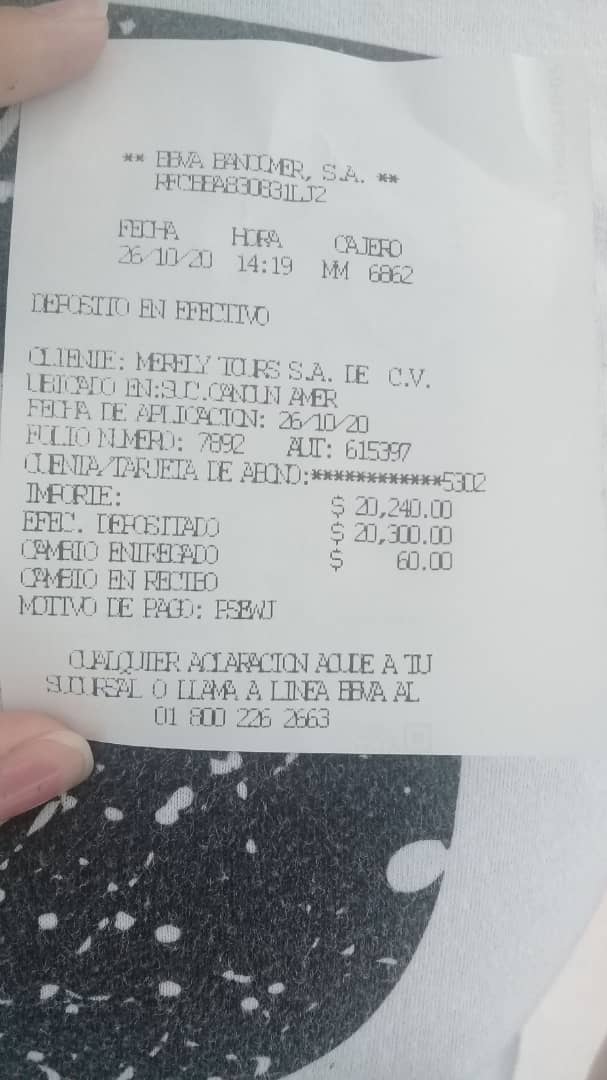 ** BBVA BANCOMER, S.A. **
RFC:BBA830831LJ2
FECHA HORA CAJERO
26/10/20 14:19 MM 6862
DEPOSITO EN EFECTIVO
CLIENTE: MERELY TOURS S.A. DE C.V.
UBICADO EN:SUC.CANCUN AMER
FECHA DE APLICACION: 26/10/20
FOLIO NUMERO: 7892 AUT: 615397
CUENTA/TARJETA DE ABONO:************5302
IMPORTE: $ 20,240.00
EFEC. DEPOSITADO $ 20,300.00
CAMBIO ENTREGADO $ 60.00
CAMBIO EN RECIBO
MOTIVO DE PAGO:
CUALQUIER ACLARACION ACUDE A TU
SUCURSAL O LLAMA A LINEA BBVA AL
01 800 226 2663